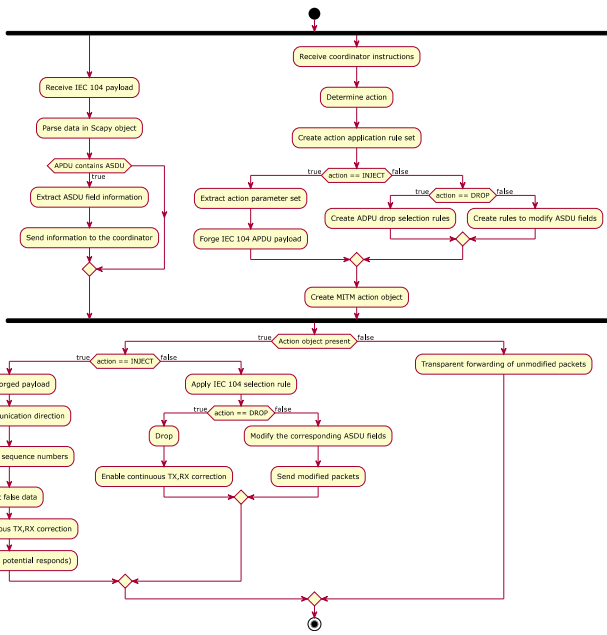 Receive coordinator instructions
Receive IEC 104 payload
Determine action
Parse data in Scapy object
Create action application rule set
APDU contains ASDU
true
true
action == INJECT
false
Extract ASDU field information
Extract action parameter set
true
action == DROP
false
Create ADPU drop selection rules
Create rules to modify ASDU fields
Send information to the coordinator
Forge IEC 104 APDU payload
Create MITM action object
true
Action object present
false
true
action == INJECT
false
Transparent forwarding of unmodified packets
orged payload
Apply IEC 104 selection rule
unication direction
true
action == DROP
false
Drop
Modify the corresponding ASDU fields
sequence numbers
Enable continuous TX,RX correction
Send modified packets
t false data
ous TX,RX correction
potential responds)